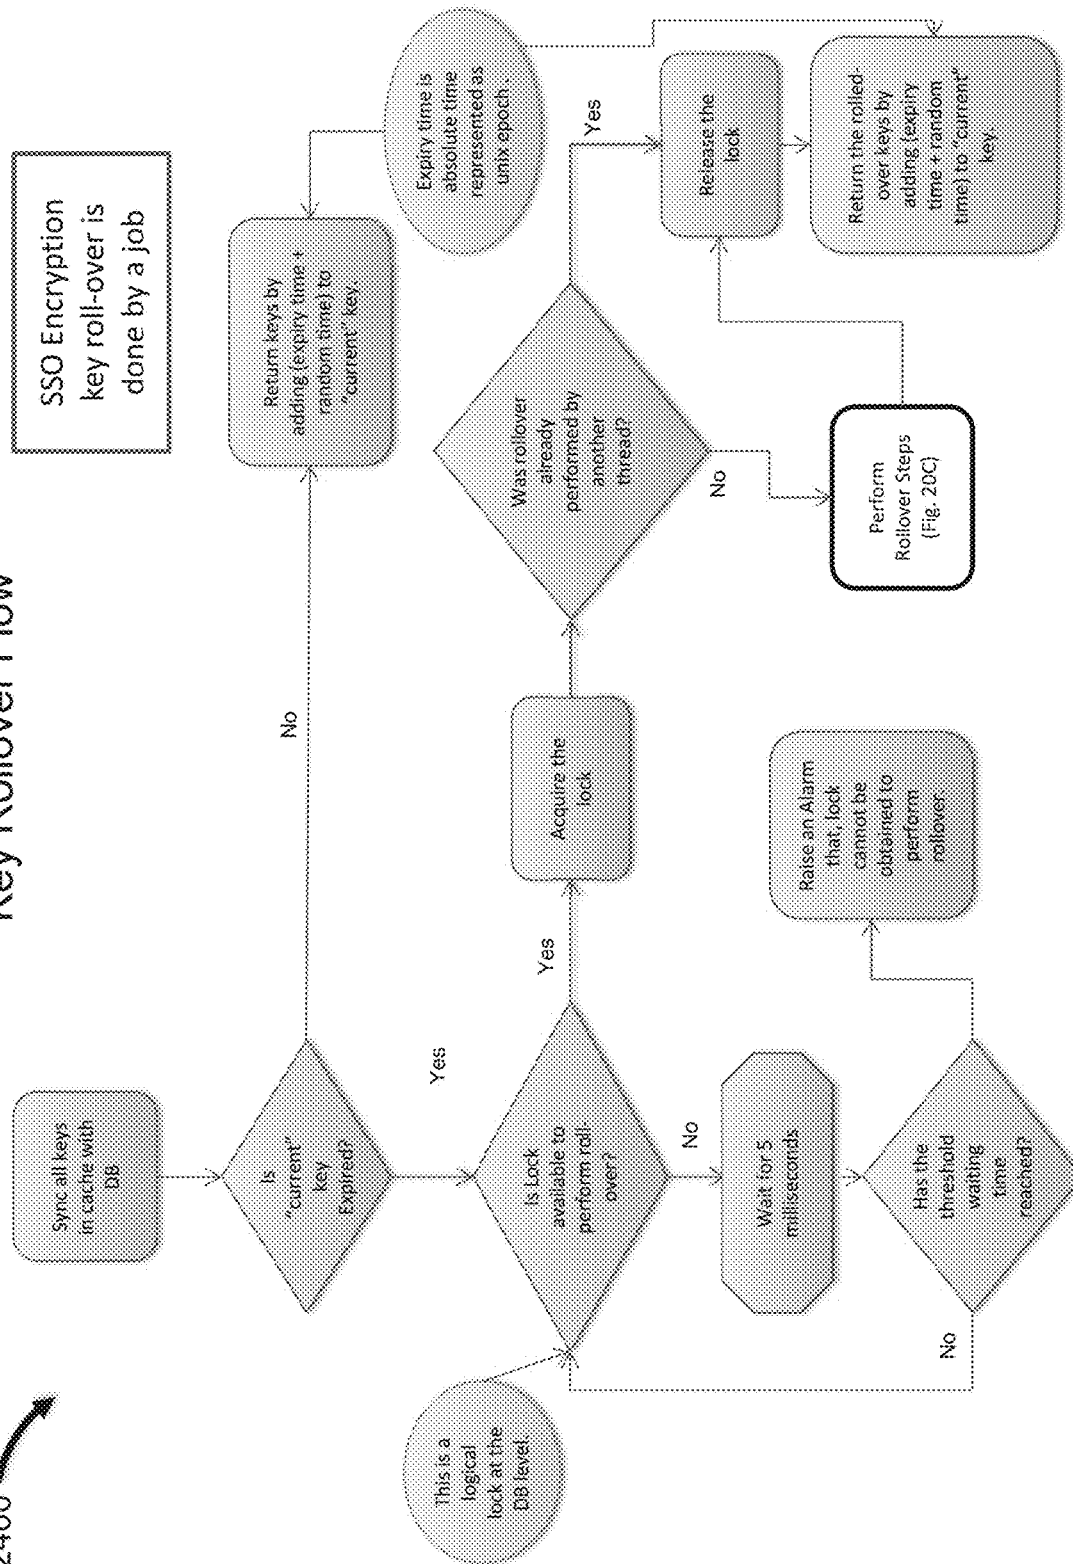 2400
Key Rollover Flow
SSO Encryption
key roll-over is
done by a job
Sync all keys
in cache with
DB
Is
"current"
key
Expired?
No
Return keys by
adding (expiry time +
random time) to
"current" key.
Expiry time is
absolute time
represented as
unix epoch .
Yes
This is a
logical
lock at the
DB level.
Is Lock
available to
perform roll-
over?
Yes
Acquire the
lock
Was rollover
already
performed by
another
thread?
Yes
Release the
lock
Return the rolled-
over keys by
adding (expiry
time + random
time) to "current"
key.
No
Perform
Rollover Steps
(Fig. 20C)
No
Wait for 5
milliseconds
Has the
threshold
waiting
time
reached?
No
Raise an Alarm
that, lock
cannot be
obtained to
perform
rollover.